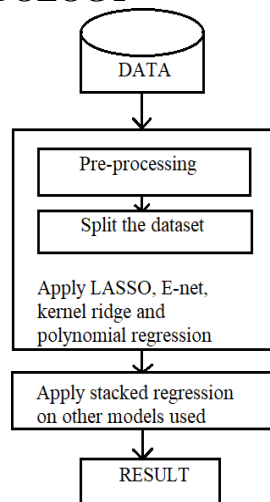 DATA
Pre-processing
Split the dataset
Apply LASSO, E-net,
kernel ridge and
polynomial regression
Apply stacked regression
on other models used
RESULT